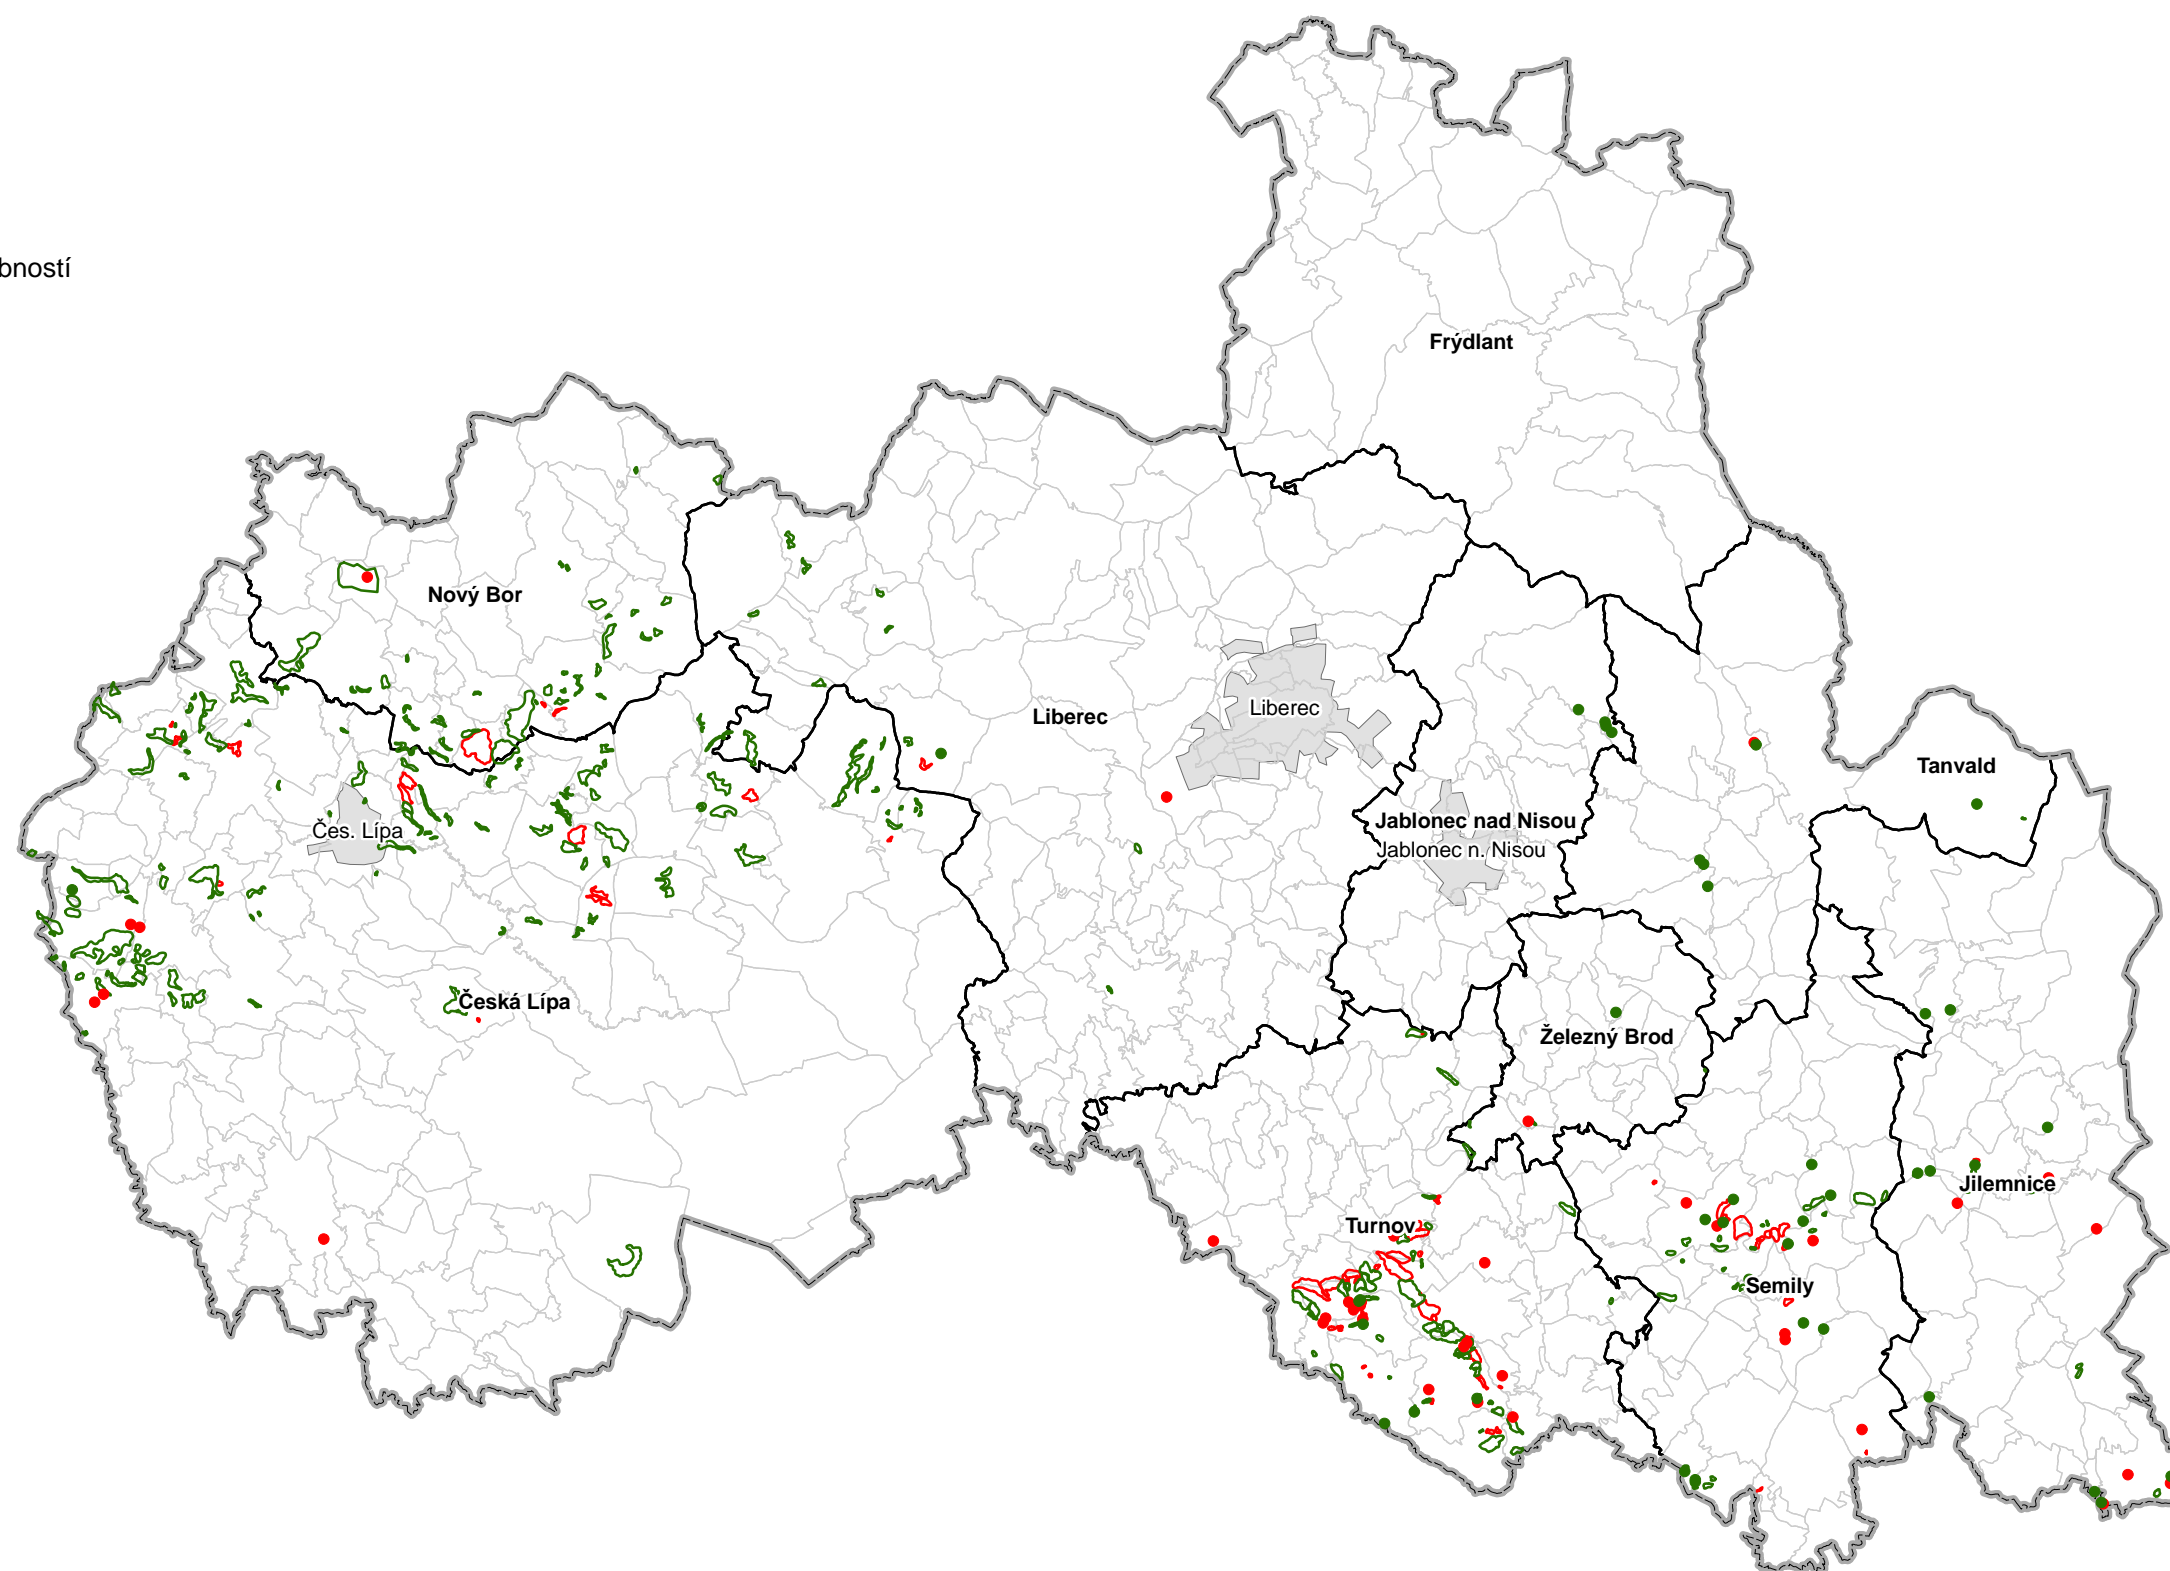 bností
Frýdlant
Nový Bor
Liberec
Liberec
Tanvald
Čes. Lípa
Jablonec nad Nisou
Jablonec n. Nisou
Česká Lípa
Železný Brod
Jilemnice
Turnov
Semily